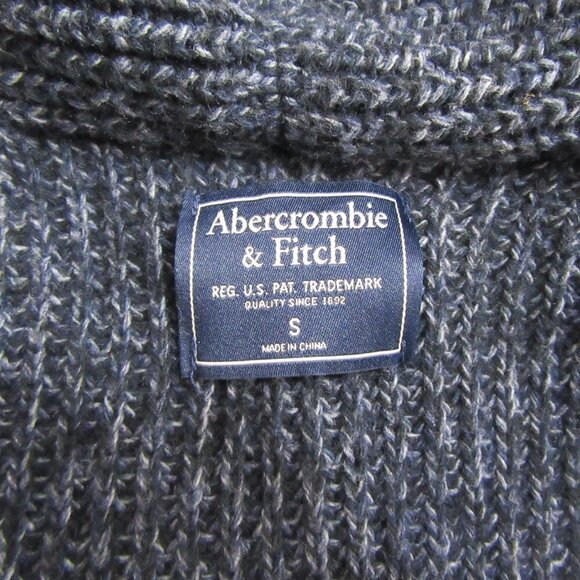 Abercrombie
& Fitch
REG. U.S. PAT. TRADEMARK
QUALITY SINCE 1892
S
MADE IN CHINA